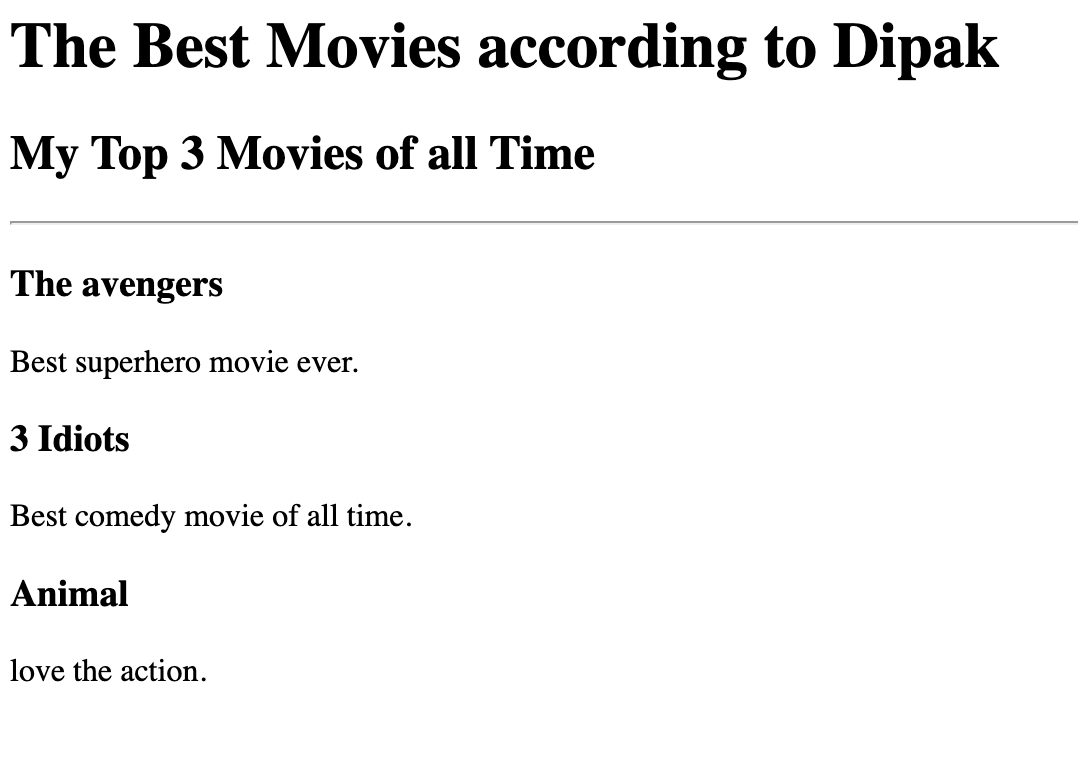 The Best Movies according to Dipak
My Top 3 Movies of all Time
The avengers
Best superhero movie ever.
3 Idiots
Best comedy movie of all time.
Animal
love the action.